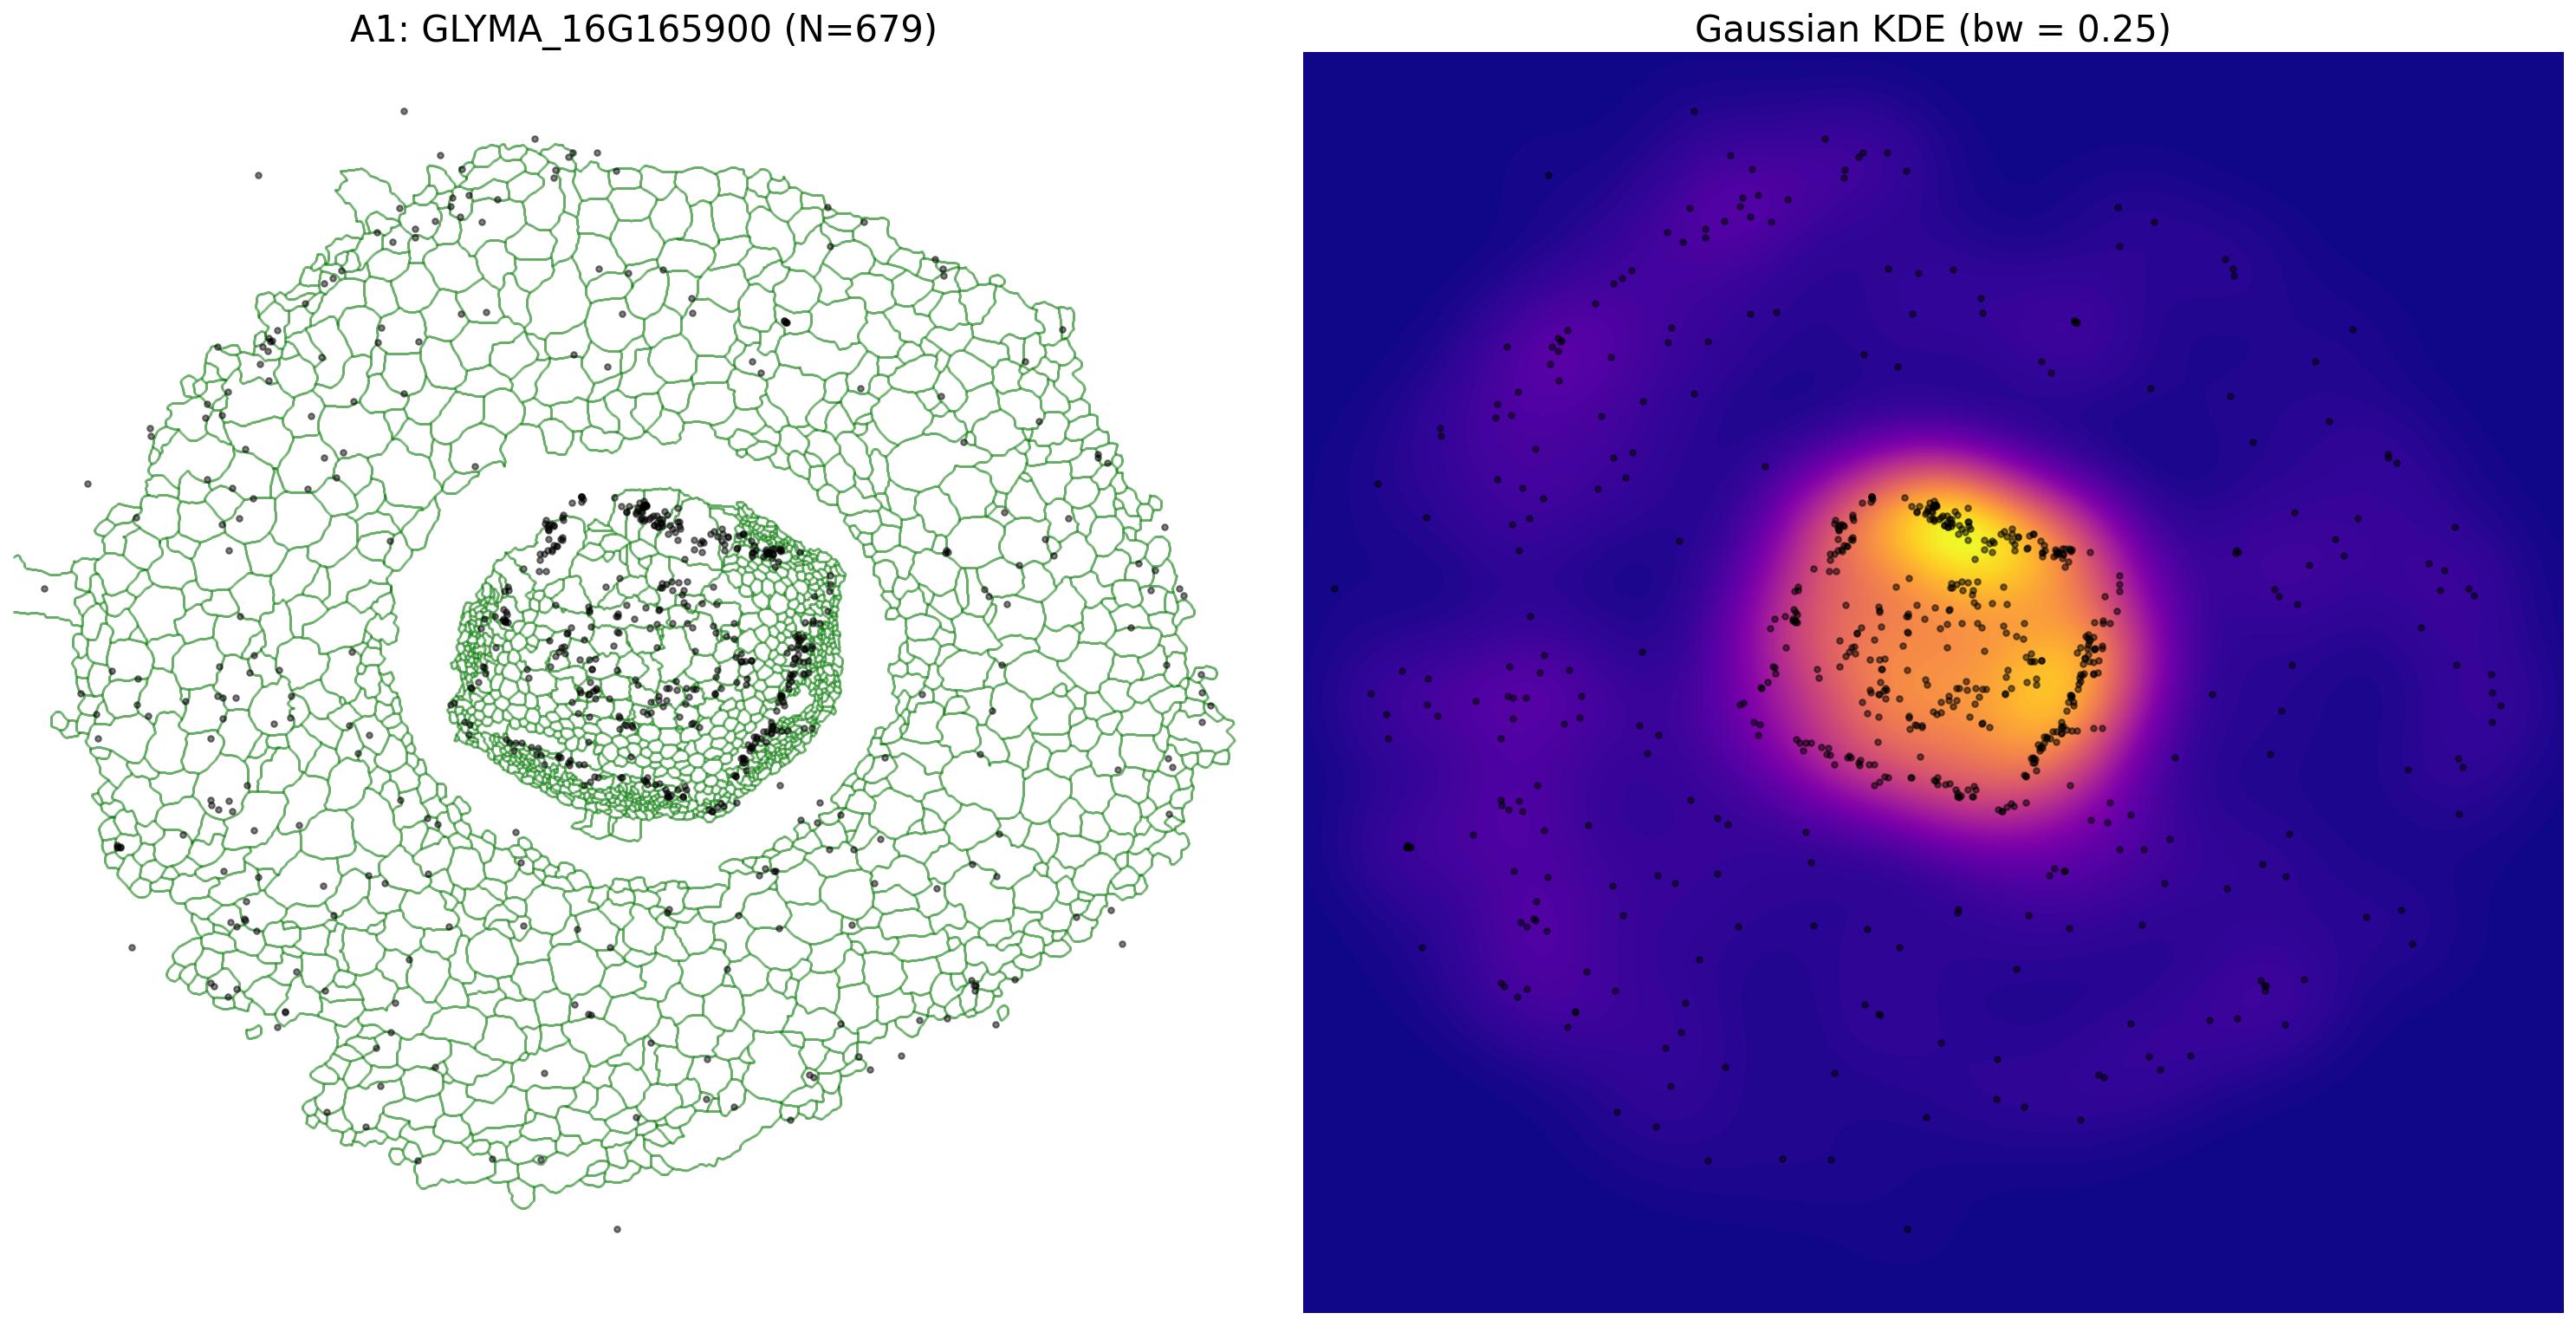 A1: GLYMA_16G165900 (N=679)
Gaussian KDE (bw = 0.25)